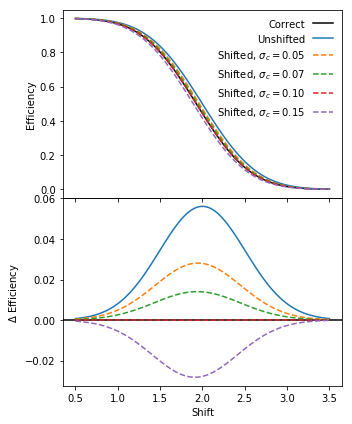 1.0
0.8
0.6
0.4
0.2
0.0
Efficiency
Correct
Unshifted
Shifted, σc = 0.05
Shifted, σc = 0.07
Shifted, σc = 0.10
Shifted, σc = 0.15
0.06
0.04
0.02
0.00
−0.02
Δ Efficiency
0.5 1.0 1.5 2.0 2.5 3.0 3.5
Shift